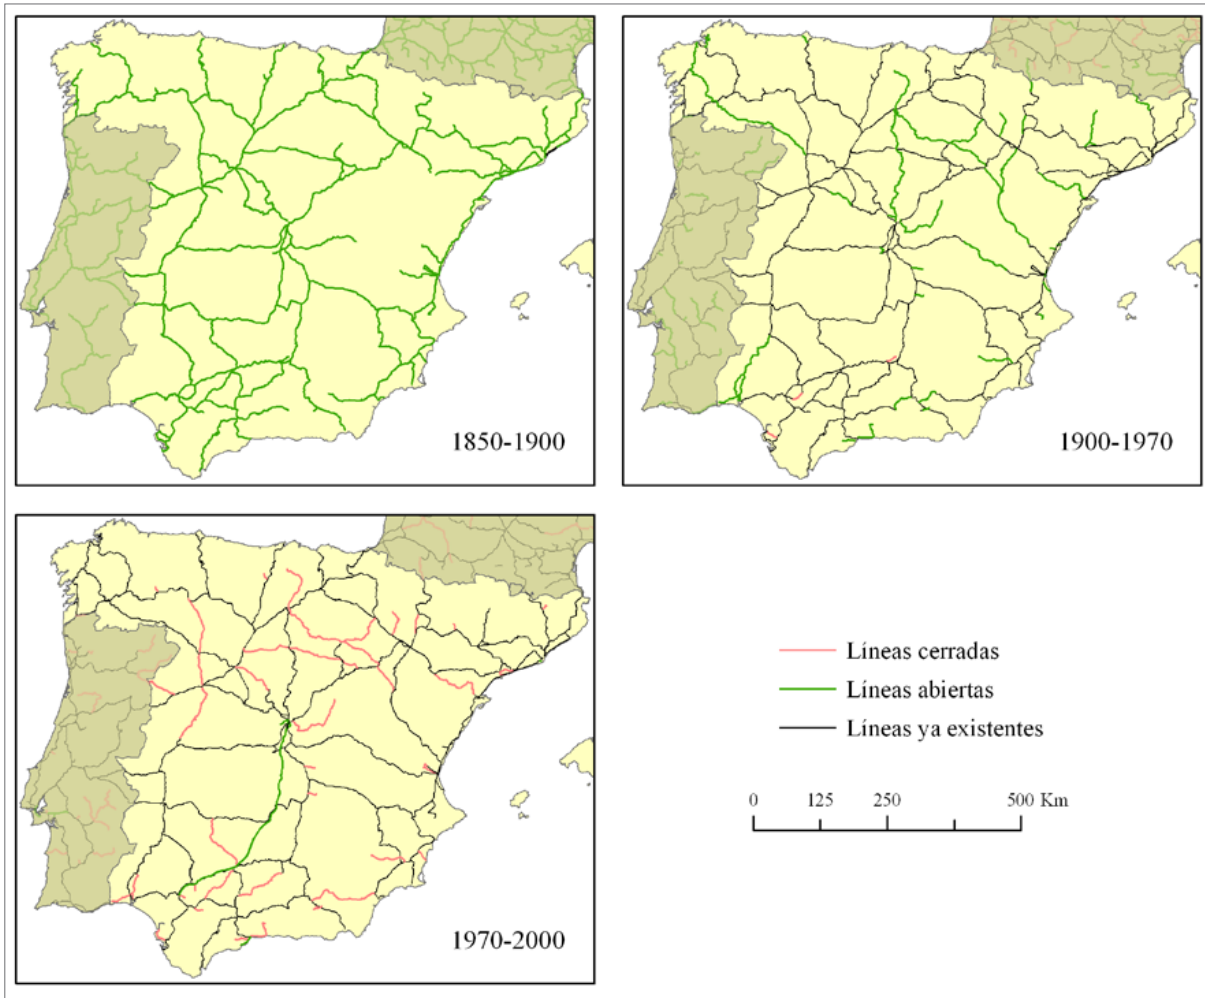 1850-1900
1900-1970
1970-2000
Líneas cerradas
Líneas abiertas
Líneas ya existentes
0 125 250 500 Km